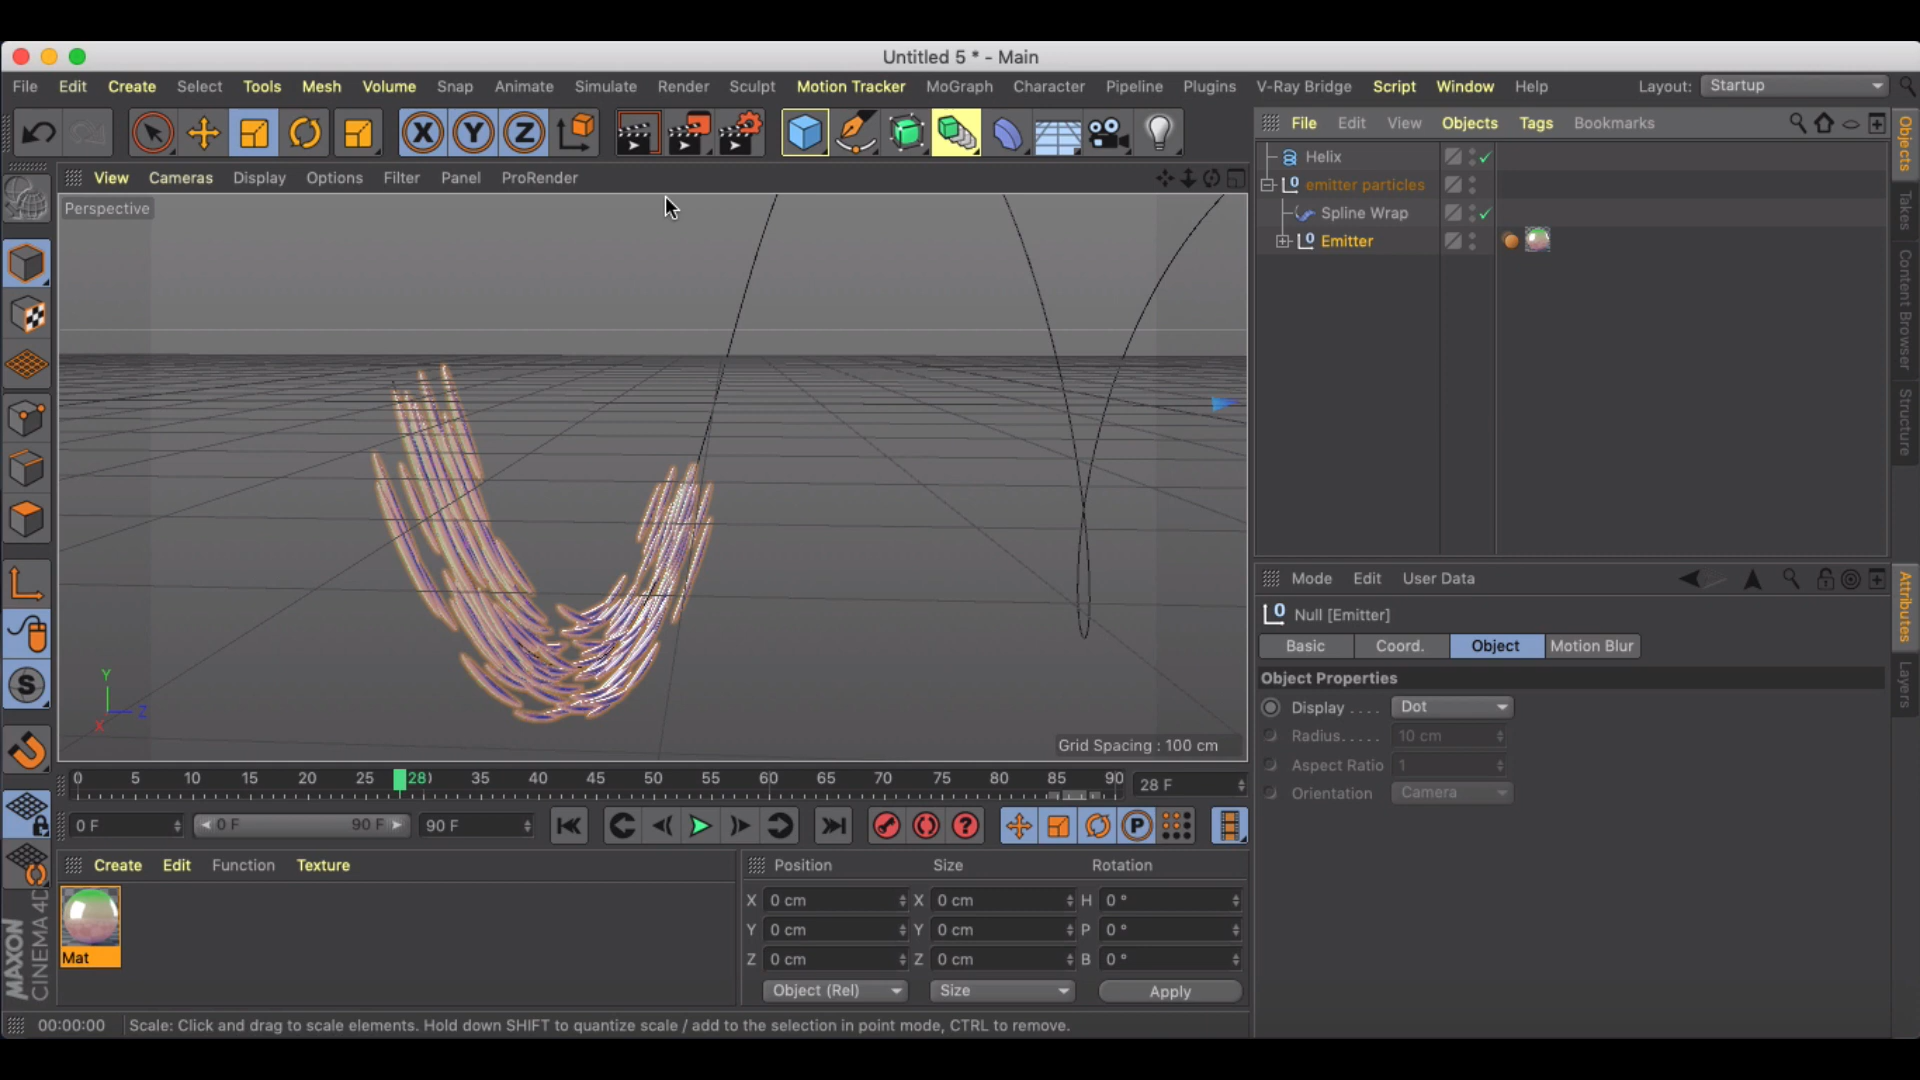 Untitled 5 * - Main
File Edit Create Select Tools Mesh Volume Snap Animate Simulate Render Sculpt Motion Tracker MoGraph Character Pipeline Plugins V-Ray Bridge Script Window Help Layout: Startup
X Y Z
File Edit View Objects Tags Bookmarks
View Cameras Display Options Filter Panel ProRender
Perspective
Helix
emitter particles
Spline Wrap
Emitter
Objects
Takes
Content Browser
Structure
Mode Edit User Data
Null [Emitter]
Basic Coord. Object Motion Blur
Object Properties
Display .... Dot
Radius..... 10 cm
Aspect Ratio 1
Orientation Camera
Attributes
Layers
Y
X Z
Grid Spacing : 100 cm
0 5 10 15 20 25 28 35 40 45 50 55 60 65 70 75 80 85 90 28 F
0 F 0 F 90 F 90 F
Create Edit Function Texture
Mat
Position Size Rotation
X 0 cm X 0 cm H 0 °
Y 0 cm Y 0 cm P 0 °
Z 0 cm Z 0 cm B 0 °
Object (Rel) Size Apply
MAXON
CINEMA 4D
00:00:00 Scale: Click and drag to scale elements. Hold down SHIFT to quantize scale / add to the selection in point mode, CTRL to remove.